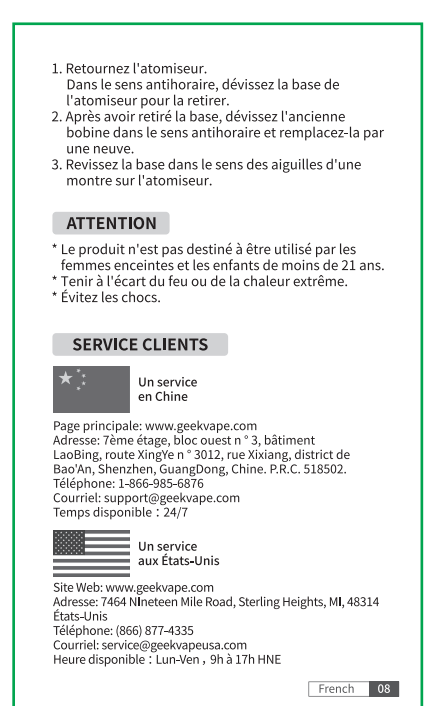 1. Retournez l'atomiseur.
Dans le sens antihoraire, dévissez la base de
l'atomiseur pour la retirer.
2. Après avoir retiré la base, dévissez l'ancienne
bobine dans le sens antihoraire et remplacez-la par
une neuve.
3. Revissez la base dans le sens des aiguilles d'une
montre sur l'atomiseur.
ATTENTION
* Le produit n'est pas destiné à être utilisé par les
femmes enceintes et les enfants de moins de 21 ans.
* Tenir à l'écart du feu ou de la chaleur extrême.
* Évitez les chocs.
SERVICE CLIENTS
Un service
en Chine
Page principale: www.geekvape.com
Adresse: 7ème étage, bloc ouest n ° 3, bâtiment
LaoBing, route XingYe n ° 3012, rue Xixiang, district de
Bao'An, Shenzhen, GuangDong, Chine. P.R.C. 518502.
Téléphone: 1-866-985-6876
Courriel: support@geekvape.com
Temps disponible : 24/7
Un service
aux États-Unis
Site Web: www.geekvape.com
Adresse: 7464 NIneteen Mile Road, Sterling Heights, MI, 48314
États-Unis
Téléphone: (866) 877-4335
Courriel: service@geekvapeusa.com
Heure disponible : Lun-Ven , 9h à 17h HNE
French 08